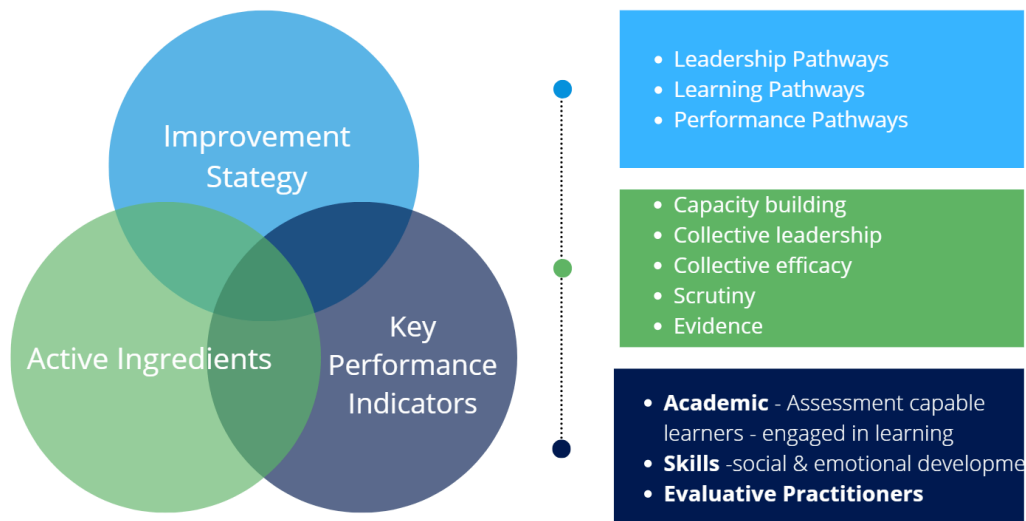 Improvement
Stategy
Active Ingredients
Key
Performance
Indicators
• Leadership Pathways
• Learning Pathways
• Performance Pathways
• Capacity building
• Collective leadership
• Collective efficacy
• Scrutiny
• Evidence
• Academic - Assessment capable
learners - engaged in learning
• Skills -social & emotional developme
• Evaluative Practitioners